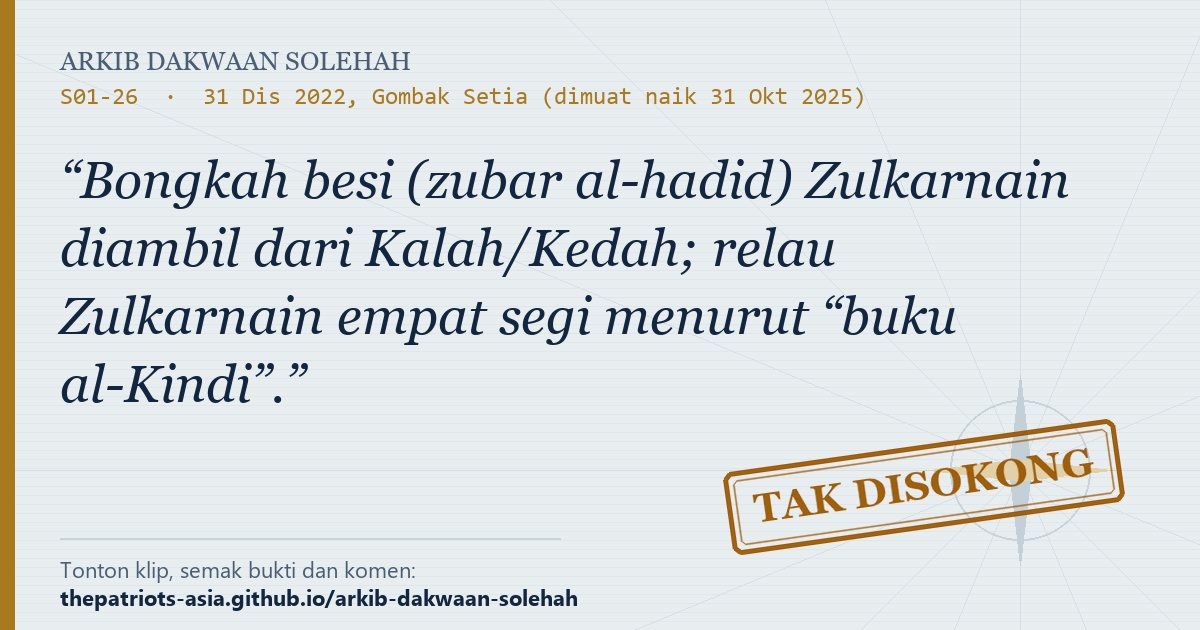 ARKIB DAKWAAN SOLEHAH
S01-26 · 31 Dis 2022, Gombak Setia (dimuat naik 31 Okt 2025)
“Bongkah besi (zubar al-hadid) Zulkarnain
diambil dari Kalah/Kedah; relau
Zulkarnain empat segi menurut “buku
al-Kindi”.”
TAK DISOKONG
Tonton klip, semak bukti dan komen:
thepatriots-asia.github.io/arkib-dakwaan-solehah